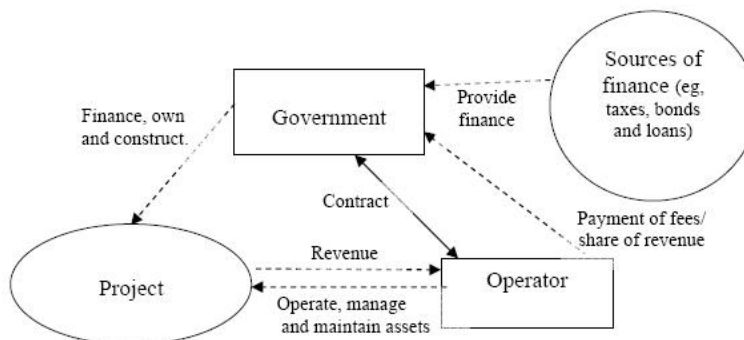 Sources of
finance (eg,
taxes, bonds
and loans)
Provide
finance
Government
Finance, own
and construct.
Contract
Payment of fees/
share of revenue
Revenue
Operator
Project
Operate, manage
and maintain assets